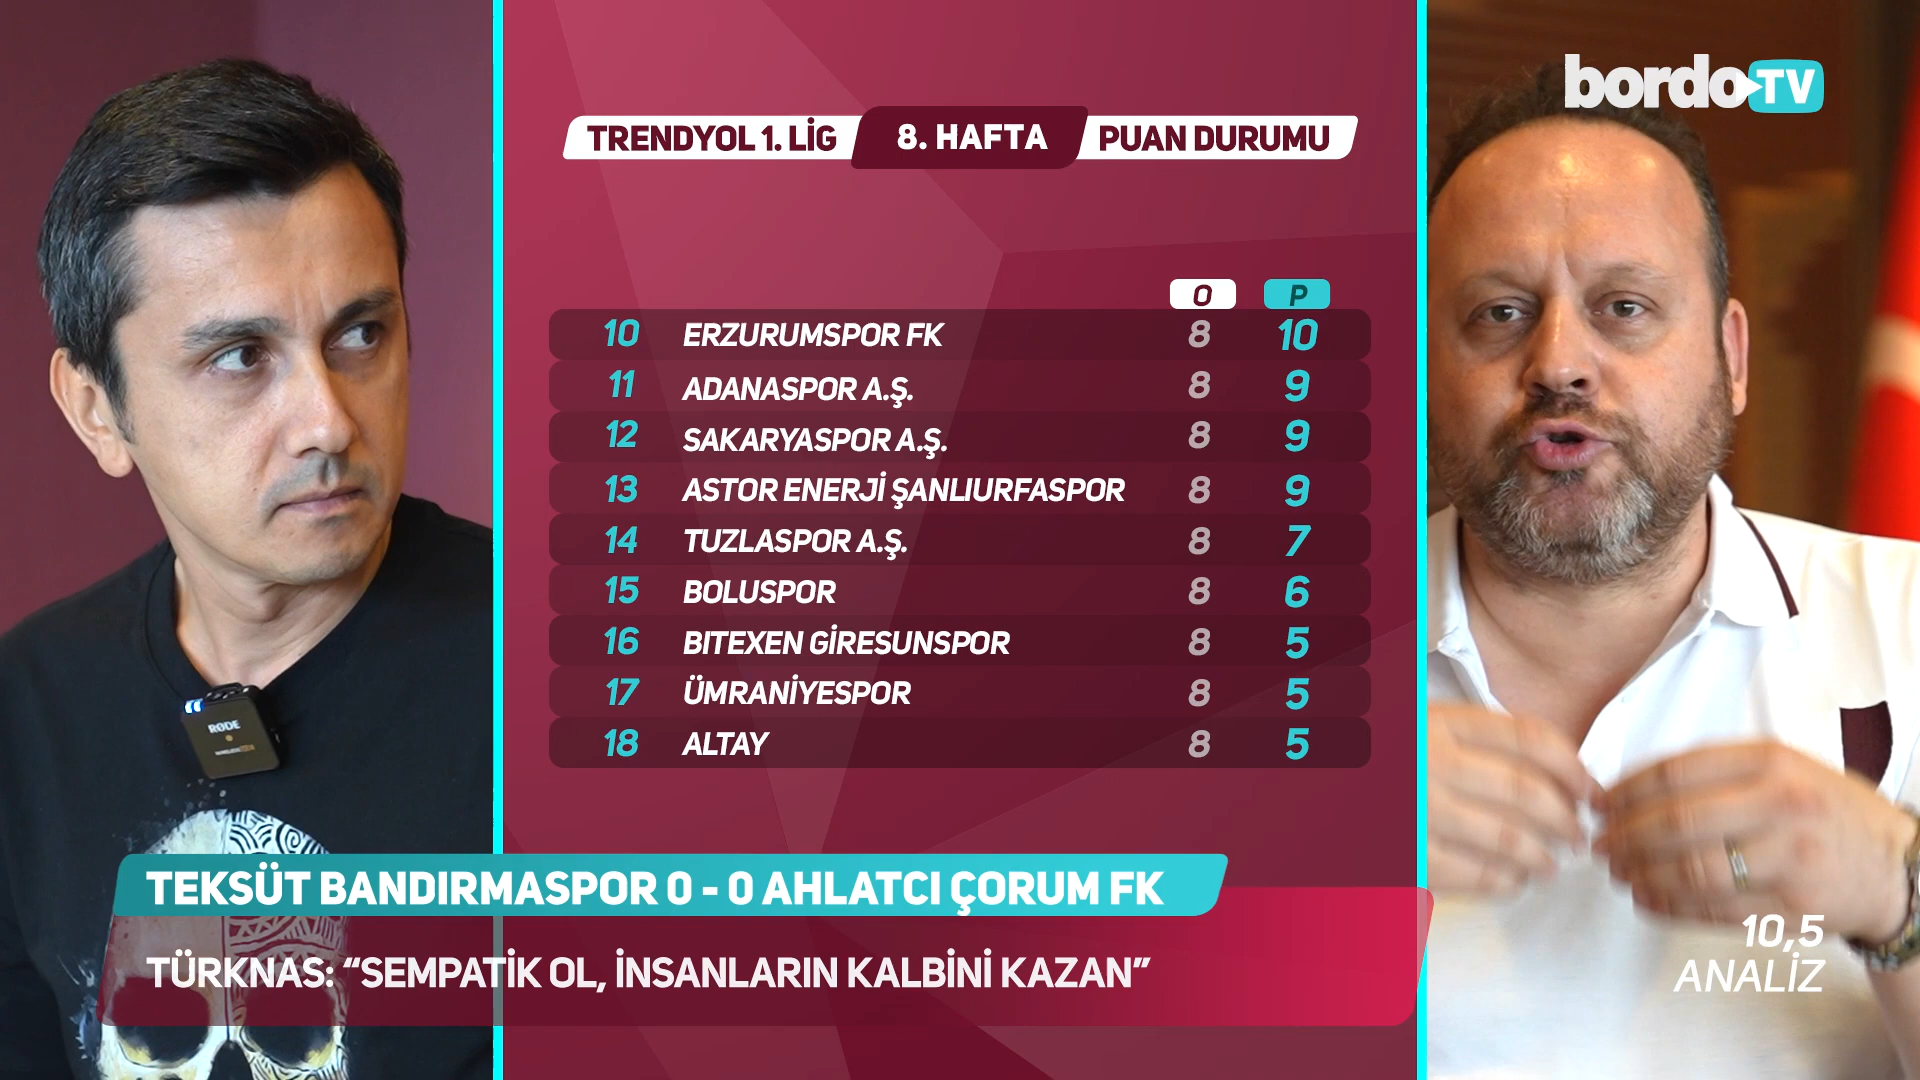 bordo TV
TRENDYOL 1. LİG 8. HAFTA PUAN DURUMU
O P
10 ERZURUMSPOR FK 8 10
11 ADANASPOR A.Ş. 8 9
12 SAKARYASPOR A.Ş. 8 9
13 ASTOR ENERJİ ŞANLIURFASPOR 8 9
14 TUZLASPOR A.Ş. 8 7
15 BOLUSPOR 8 6
16 BITEXEN GİRESUNSPOR 8 5
17 ÜMRANİYESPOR 8 5
18 ALTAY 8 5
RØDE
TEKSÜT BANDIRMASPOR 0 - 0 AHLATCI ÇORUM FK
TÜRKNAS: “SEMPATİK OL, İNSANLARIN KALBİNİ KAZAN”
10,5
ANALİZ